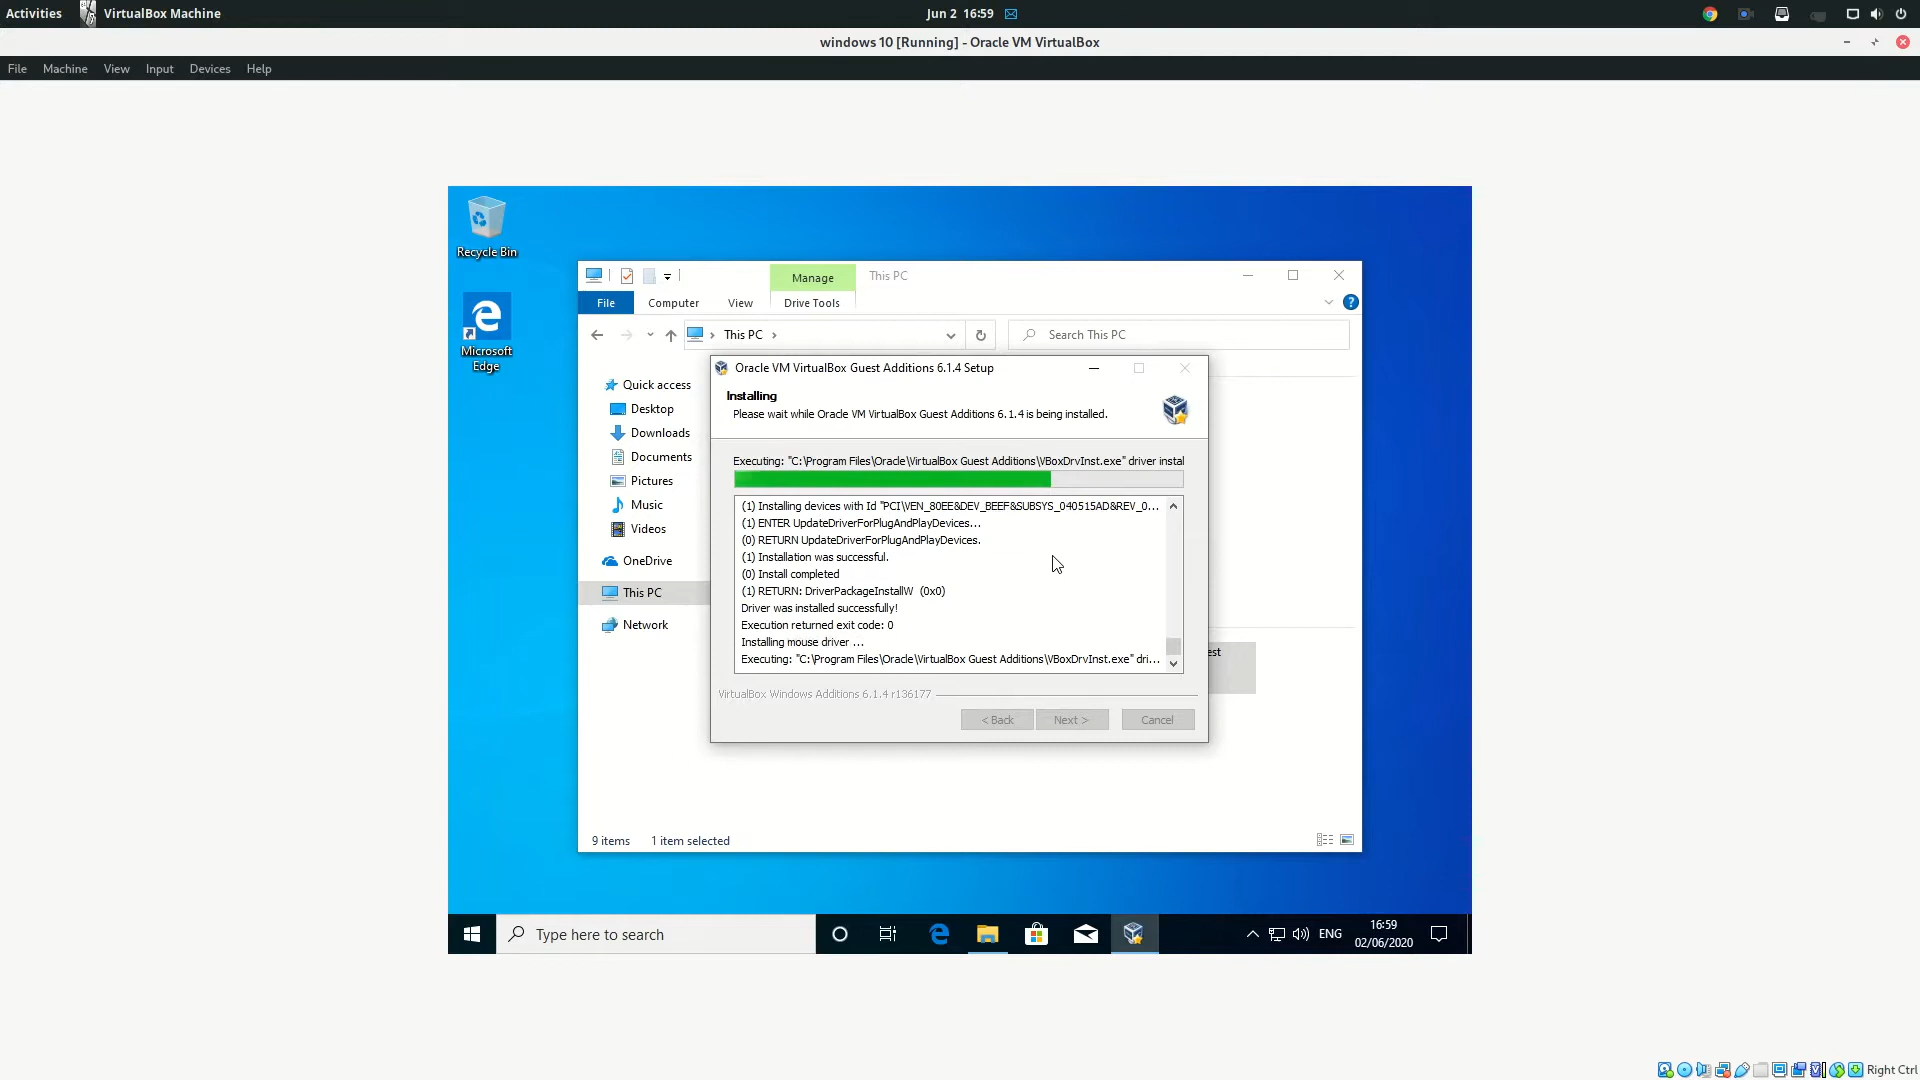 Activities VirtualBox Machine Jun 2 16:59
windows 10 [Running] - Oracle VM VirtualBox
File Machine View Input Devices Help
Recycle Bin
Microsoft
Edge
Manage This PC
File Computer View Drive Tools
This PC
Search This PC
Quick access
Desktop
Downloads
Documents
Pictures
Music
Videos
OneDrive
This PC
Network
Oracle VM VirtualBox Guest Additions 6.1.4 Setup
Installing
Please wait while Oracle VM VirtualBox Guest Additions 6.1.4 is being installed.
Executing: "C:\Program Files\Oracle\VirtualBox Guest Additions\VBoxDrvInst.exe" driver instal
(1) Installing devices with Id "PCI\VEN_80EE&DEV_BEEF&SUBSYS_040515AD&REV_0...
(1) ENTER UpdateDriverForPlugAndPlayDevices...
(0) RETURN UpdateDriverForPlugAndPlayDevices.
(1) Installation was successful.
(0) Install completed
(1) RETURN: DriverPackageInstallW (0x0)
Driver was installed successfully!
Execution returned exit code: 0
Installing mouse driver ...
Executing: "C:\Program Files\Oracle\VirtualBox Guest Additions\VBoxDrvInst.exe" dri...
VirtualBox Windows Additions 6.1.4 r136177
< Back Next > Cancel
est
9 items 1 item selected
Type here to search
ENG
16:59
02/06/2020
Right Ctrl